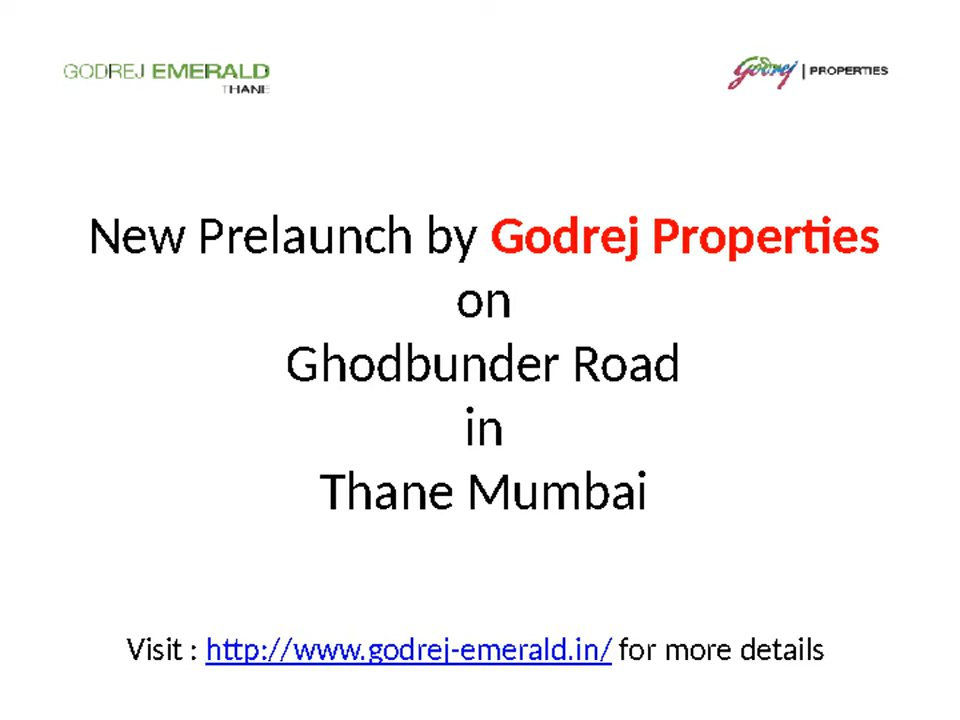 GODREJ EMERALD
THANE
Godrej | PROPERTIES
New Prelaunch by Godrej Properties
on
Ghodbunder Road
in
Thane Mumbai
Visit : http://www.godrej-emerald.in/ for more details